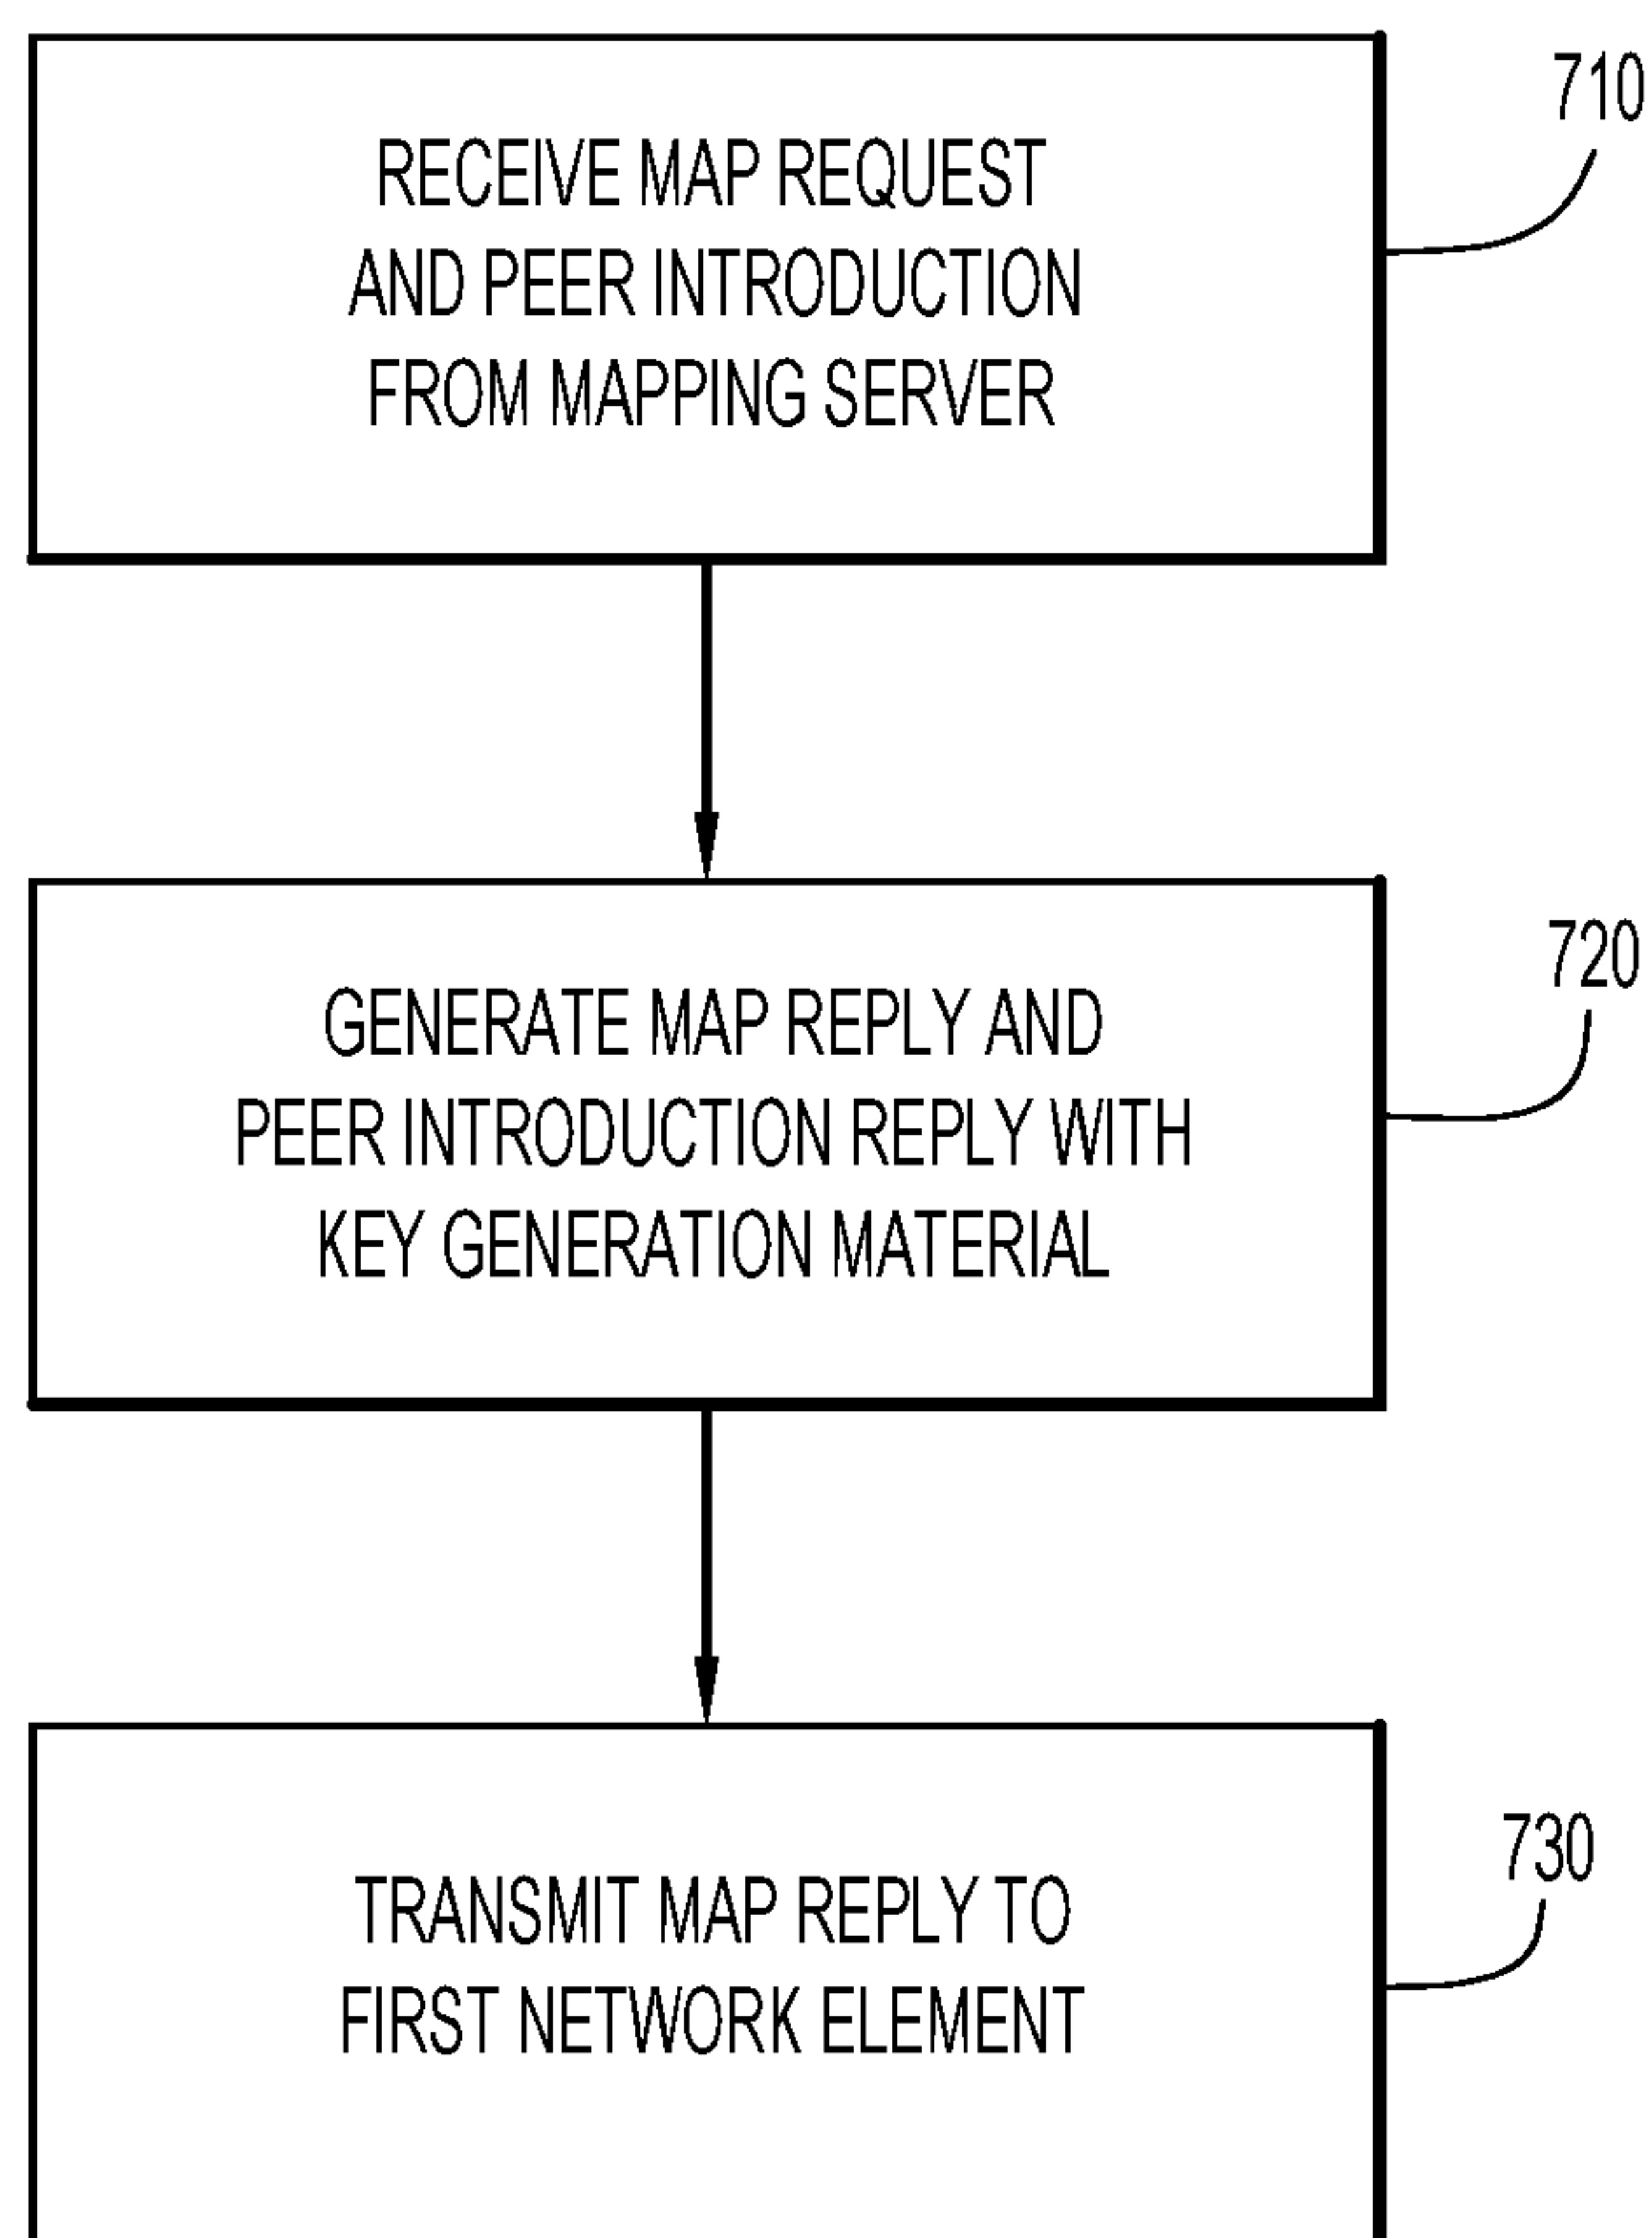 710
RECEIVE MAP REQUEST
AND PEER INTRODUCTION
FROM MAPPING SERVER
720
GENERATE MAP REPLY AND
PEER INTRODUCTION REPLY WITH
KEY GENERATION MATERIAL
730
TRANSMIT MAP REPLY TO
FIRST NETWORK ELEMENT